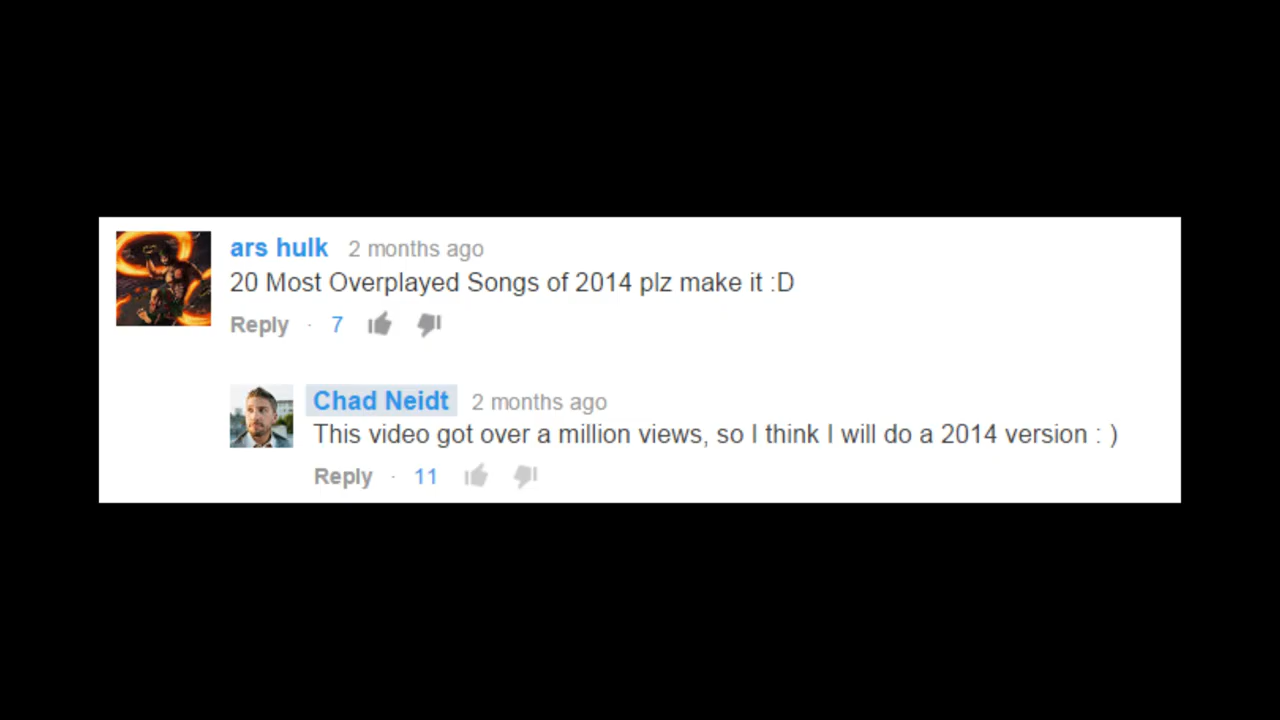 ars hulk 2 months ago
20 Most Overplayed Songs of 2014 plz make it :D
Reply · 7
Chad Neidt 2 months ago
This video got over a million views, so I think I will do a 2014 version : )
Reply · 11